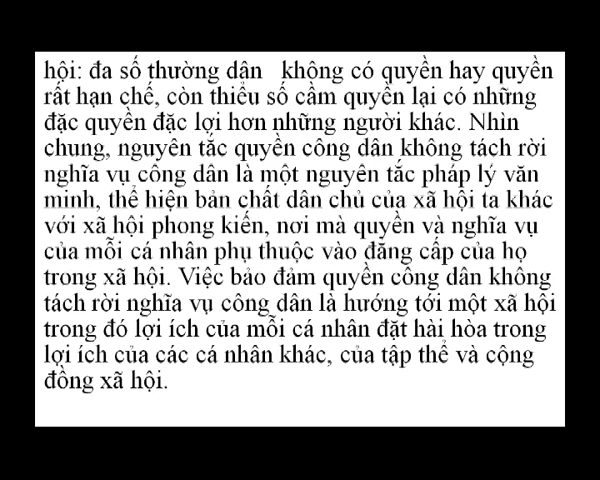 hội: đa số thường dân không có quyền hay quyền
rất hạn chế, còn thiểu số cầm quyền lại có những
đặc quyền đặc lợi hơn những người khác. Nhìn
chung, nguyên tắc quyền công dân không tách rời
nghĩa vụ công dân là một nguyên tắc pháp lý văn
minh, thể hiện bản chất dân chủ của xã hội ta khác
với xã hội phong kiến, nơi mà quyền và nghĩa vụ
của mỗi cá nhân phụ thuộc vào đẳng cấp của họ
trong xã hội. Việc bảo đảm quyền công dân không
tách rời nghĩa vụ công dân là hướng tới một xã hội
trong đó lợi ích của mỗi cá nhân đặt hài hòa trong
lợi ích của các cá nhân khác, của tập thể và cộng
đồng xã hội.